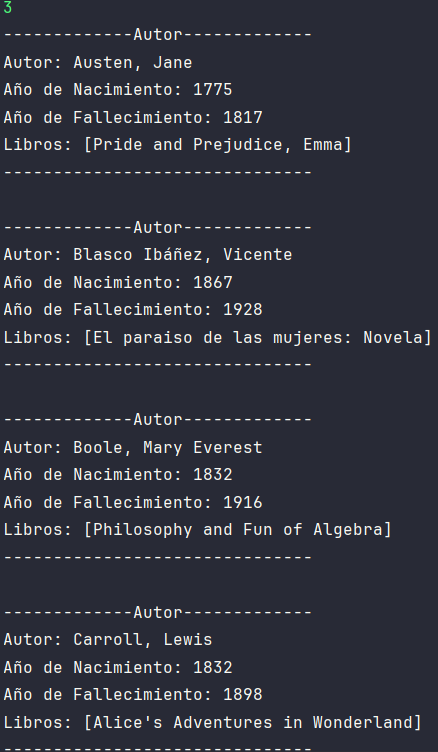 3
-------------Autor-------------
Autor: Austen, Jane
Año de Nacimiento: 1775
Año de Fallecimiento: 1817
Libros: [Pride and Prejudice, Emma]
-------------------------------
-------------Autor-------------
Autor: Blasco Ibáñez, Vicente
Año de Nacimiento: 1867
Año de Fallecimiento: 1928
Libros: [El paraiso de las mujeres: Novela]
-------------------------------
-------------Autor-------------
Autor: Boole, Mary Everest
Año de Nacimiento: 1832
Año de Fallecimiento: 1916
Libros: [Philosophy and Fun of Algebra]
-------------------------------
-------------Autor-------------
Autor: Carroll, Lewis
Año de Nacimiento: 1832
Año de Fallecimiento: 1898
Libros: [Alice's Adventures in Wonderland]
-------------------------------